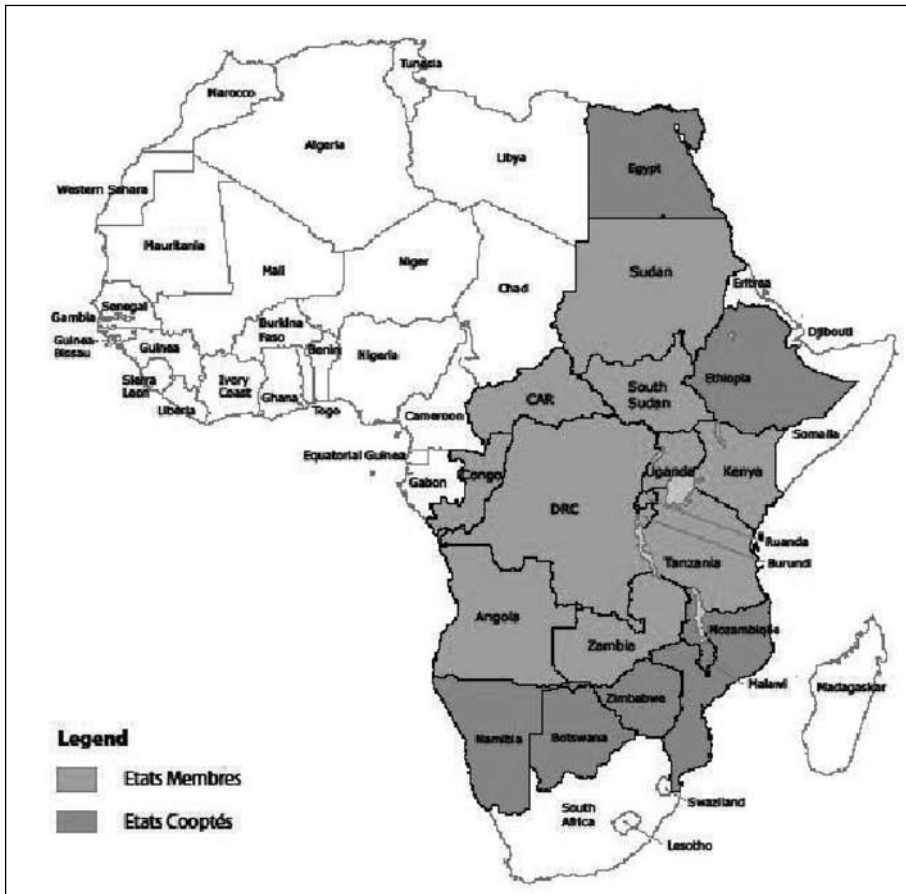 Tunesia
Marocco
Algeria
Libya
Egypt
Western Sahara
Mauritania
Mali
Niger
Chad
Sudan
Eritrea
Djibouti
Senegal
Gambia
Guinea-
Bissau
Guinea
Burkina
Faso
Benin
Nigeria
Sierra
Leon
Ivory
Coast
Ghana
Liberia
Togo
Cameroon
CAR
South
Sudan
Ethiopia
Somalia
Equatorial Guinea
Gabon
Congo
DRC
Uganda
Kenya
Ruanda
Burundi
Tanzania
Angola
Zambia
Mozambique
Malawi
Madagaskar
Zimbabwe
Namibia
Botswana
Swaziland
South
Africa
Lesotho
Legend
Etats Membres
Etats Cooptés